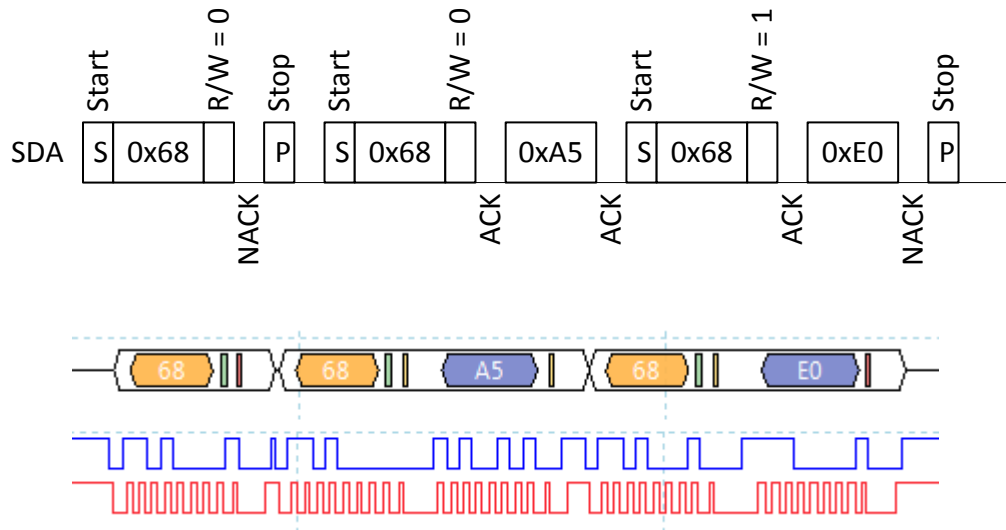 Start R/W = 0 Stop Start R/W = 0 Start R/W = 1 Stop
SDA S 0x68 P S 0x68 0xA5 S 0x68 0xE0 P
NACK ACK ACK ACK NACK
68 68 A5 68 E0